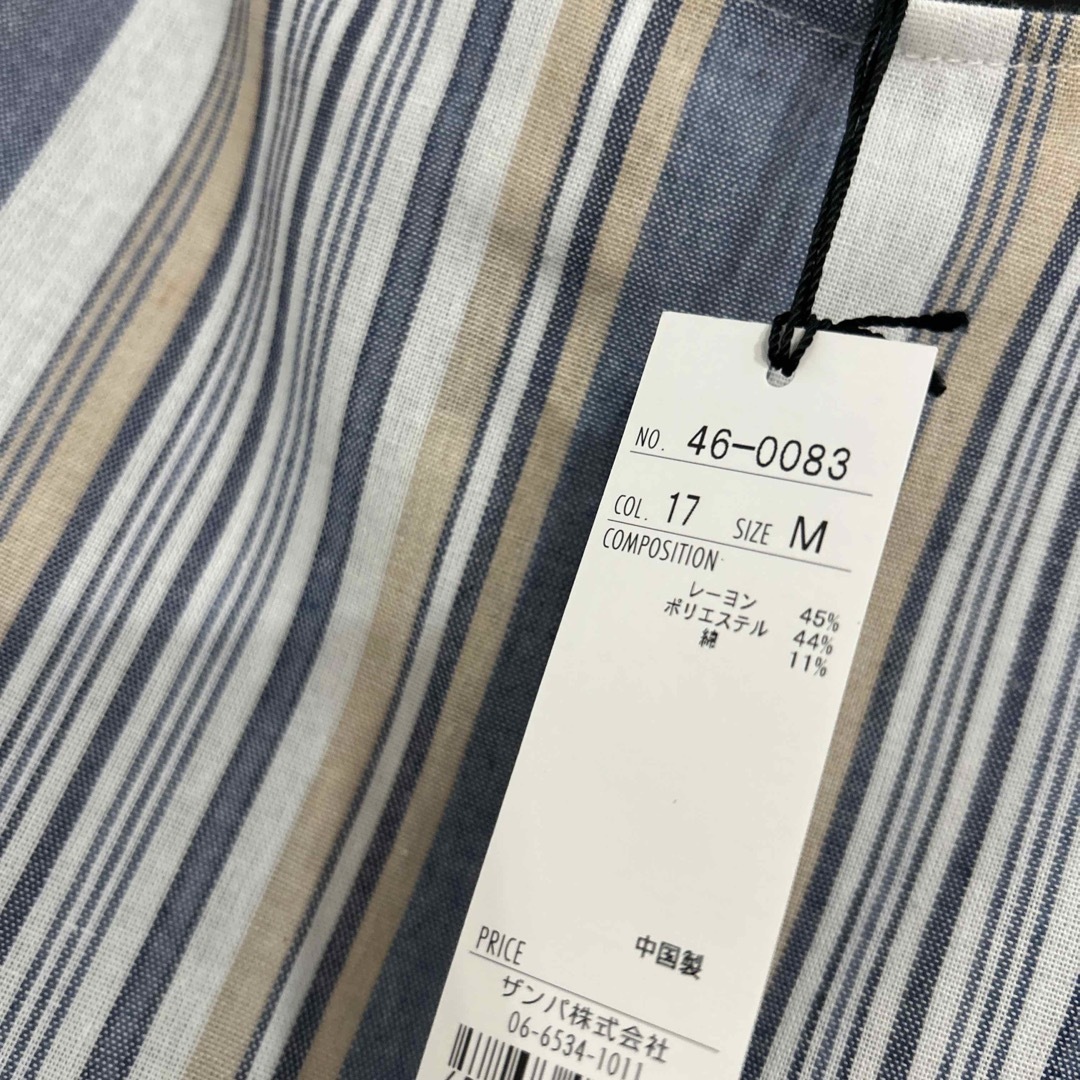 NO. 46-0083
COL. 17 SIZE M
COMPOSITION
レーヨン 45%
ポリエステル 44%
綿 11%
PRICE 中国製
ザンパ株式会社
06-6534-1011